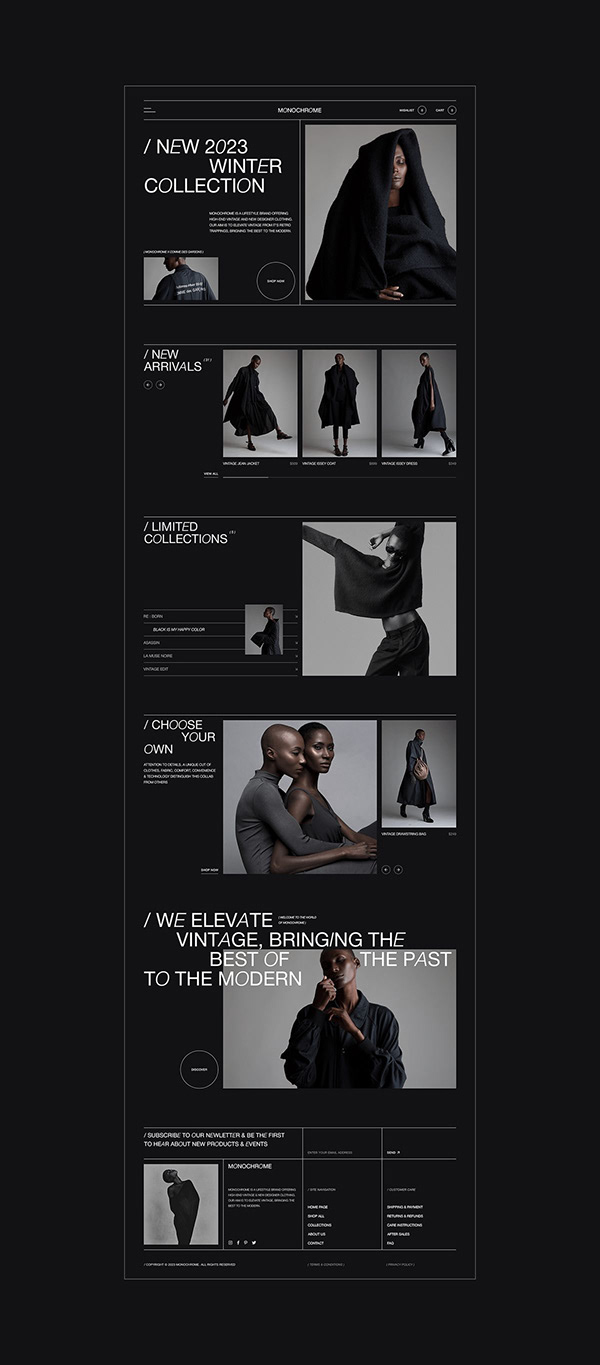 MONOCHROME
WISHLIST 0 CART 0
/ NEW 2023
WINTER
COLLECTION
MONOCHROME IS A LIFESTYLE BRAND OFFERING
HIGH-END VINTAGE AND NEW DESIGNER CLOTHING.
OUR AIM IS TO ELEVATE VINTAGE FROM IT'S RETRO
TRAPPINGS, BRINGING THE BEST TO THE MODERN
( MONOCHROME X COMME DES GARÇONS )
SHOP NOW
/ NEW
ARRIVALS
VINTAGE JEAN JACKET
VINTAGE ISSEY COAT
VINTAGE ISSEY DRESS
VIEW ALL
/ LIMITED
COLLECTIONS
RE : BORN
BLACK IS MY HAPPY COLOR
ASASSIN
LA MUSE NOIRE
VINTAGE EDIT
/ CHOOSE
YOUR
OWN
ATTENTION TO DETAILS, A UNIQUE CUT OF
CLOTHES, FABRIC, COMFORT, CONVENIENCE
& TECHNOLOGY DISTINGUISH THIS COLLAB
FROM OTHERS
SHOP NOW
VINTAGE DRAWSTRING BAG
/ WE ELEVATE
( WELCOME TO THE WORLD
OF MONOCHROME )
VINTAGE, BRINGING THE
BEST OF THE PAST
TO THE MODERN
DISCOVER
/ SUBSCRIBE TO OUR NEWLETTER & BE THE FIRST
TO HEAR ABOUT NEW PRODUCTS & EVENTS
ENTER YOUR EMAIL ADDRESS
SEND
MONOCHROME
MONOCHROME IS A LIFESTYLE BRAND OFFERING
HIGH-END VINTAGE & NEW DESIGNER CLOTHING.
OUR AIM IS TO ELEVATE VINTAGE, BRINGING THE
BEST TO THE MODERN.
/ SITE NAVIGATION
HOME PAGE
SHOP ALL
COLLECTIONS
ABOUT US
CONTACT
/ CUSTOMER CARE
SHIPPING & PAYMENT
RETURNS & REFUNDS
CARE INSTRUCTIONS
AFTER SALES
FAQ
/ COPYRIGHT © 2023 MONOCHROME. ALL RIGHTS RESERVED
( TERMS & CONDITIONS )
( PRIVACY POLICY )